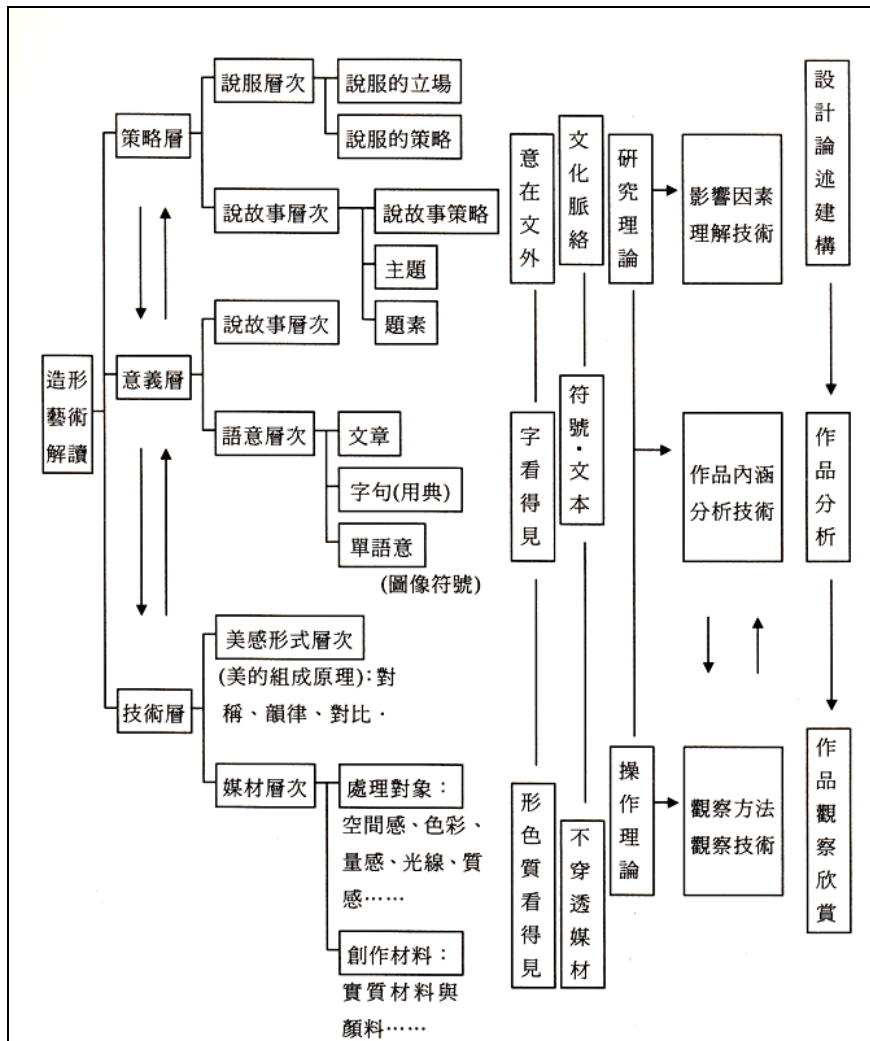 說服層次
說服的立場
策略層
說服的策略
說故事層次
說故事策略
主題
題素
說故事層次
造形
藝術
解讀
意義層
語意層次
文章
字句(用典)
單語意
(圖像符號)
美感形式層次
(美的組成原理)：對
稱、韻律、對比．
技術層
媒材層次
處理對象：
空間感、色彩、
量感、光線、質
感⋯⋯
創作材料：
實質材料與
顏料⋯⋯
意在文外
字看得見
形色質看得見
文化脈絡
符號・文本
不穿透媒材
研究理論
操作理論
影響因素
理解技術
作品內涵
分析技術
觀察方法
觀察技術
設計論述建構
作品分析
作品觀察欣賞